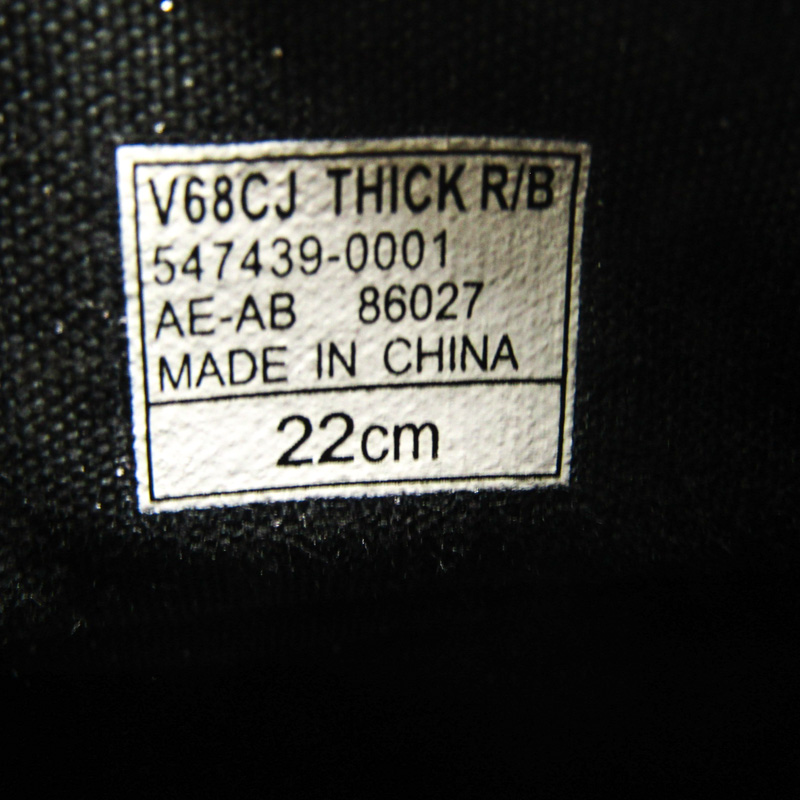 V68CJ THICK R/B
547439-0001
AE-AB 86027
MADE IN CHINA
22cm